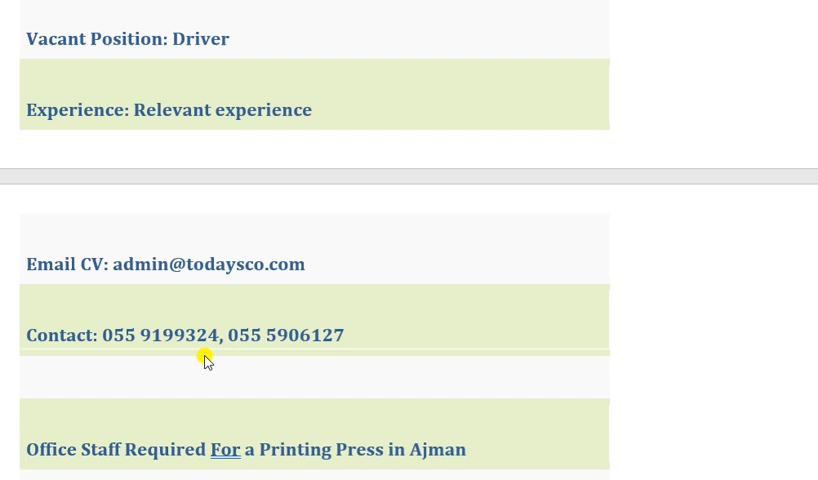 Vacant Position: Driver
Experience: Relevant experience
Email CV: admin@todaysco.com
Contact: 055 9199324, 055 5906127
Office Staff Required For a Printing Press in Ajman